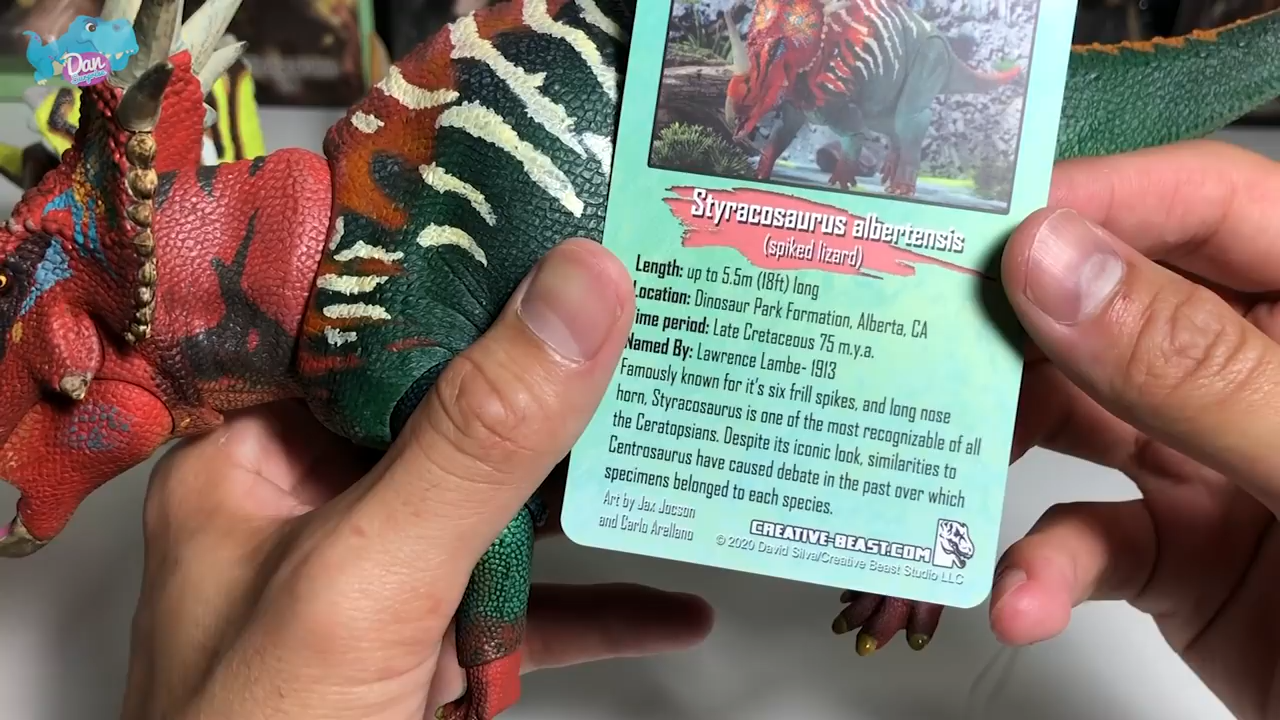 Dan
Surprise
Styracosaurus albertensis
(spiked lizard)
Length: up to 5.5m (18ft) long
Location: Dinosaur Park Formation, Alberta, CA
ime period: Late Cretaceous 75 m.y.a.
Named By: Lawrence Lambe- 1913
Famously known for it's six frill spikes, and long nose
horn, Styracosaurus is one of the most recognizable of all
the Ceratopsians. Despite its iconic look, similarities to
Centrosaurus have caused debate in the past over which
specimens belonged to each species.
Art by Jax Jocson
and Carlo Arellano
CREATIVE-BEAST.COM
© 2020 David Silva/Creative Beast Studio LLC